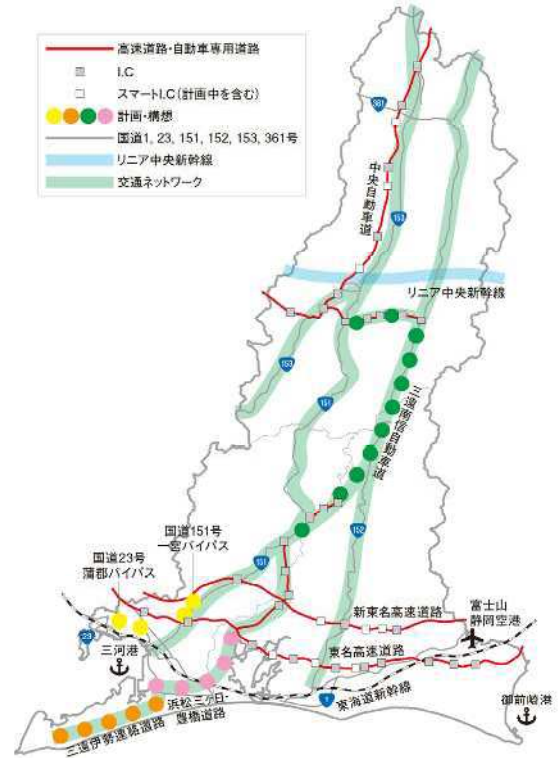 高速道路・自動車専用道路
I.C
スマートI.C(計画中を含む)
計画・構想
国道1, 23, 151, 152, 153, 361号
リニア中央新幹線
交通ネットワーク
361
中央自動車道
153
リニア中央新幹線
153
151
三遠南信自動車道
152
国道151号
一宮バイパス
国道23号
蒲郡バイパス
151
新東名高速道路
富士山
静岡空港
23
三河港
東名高速道路
1
東海道新幹線
御前崎港
浜松三ヶ日・
豊橋道路
三遠伊勢連絡道路